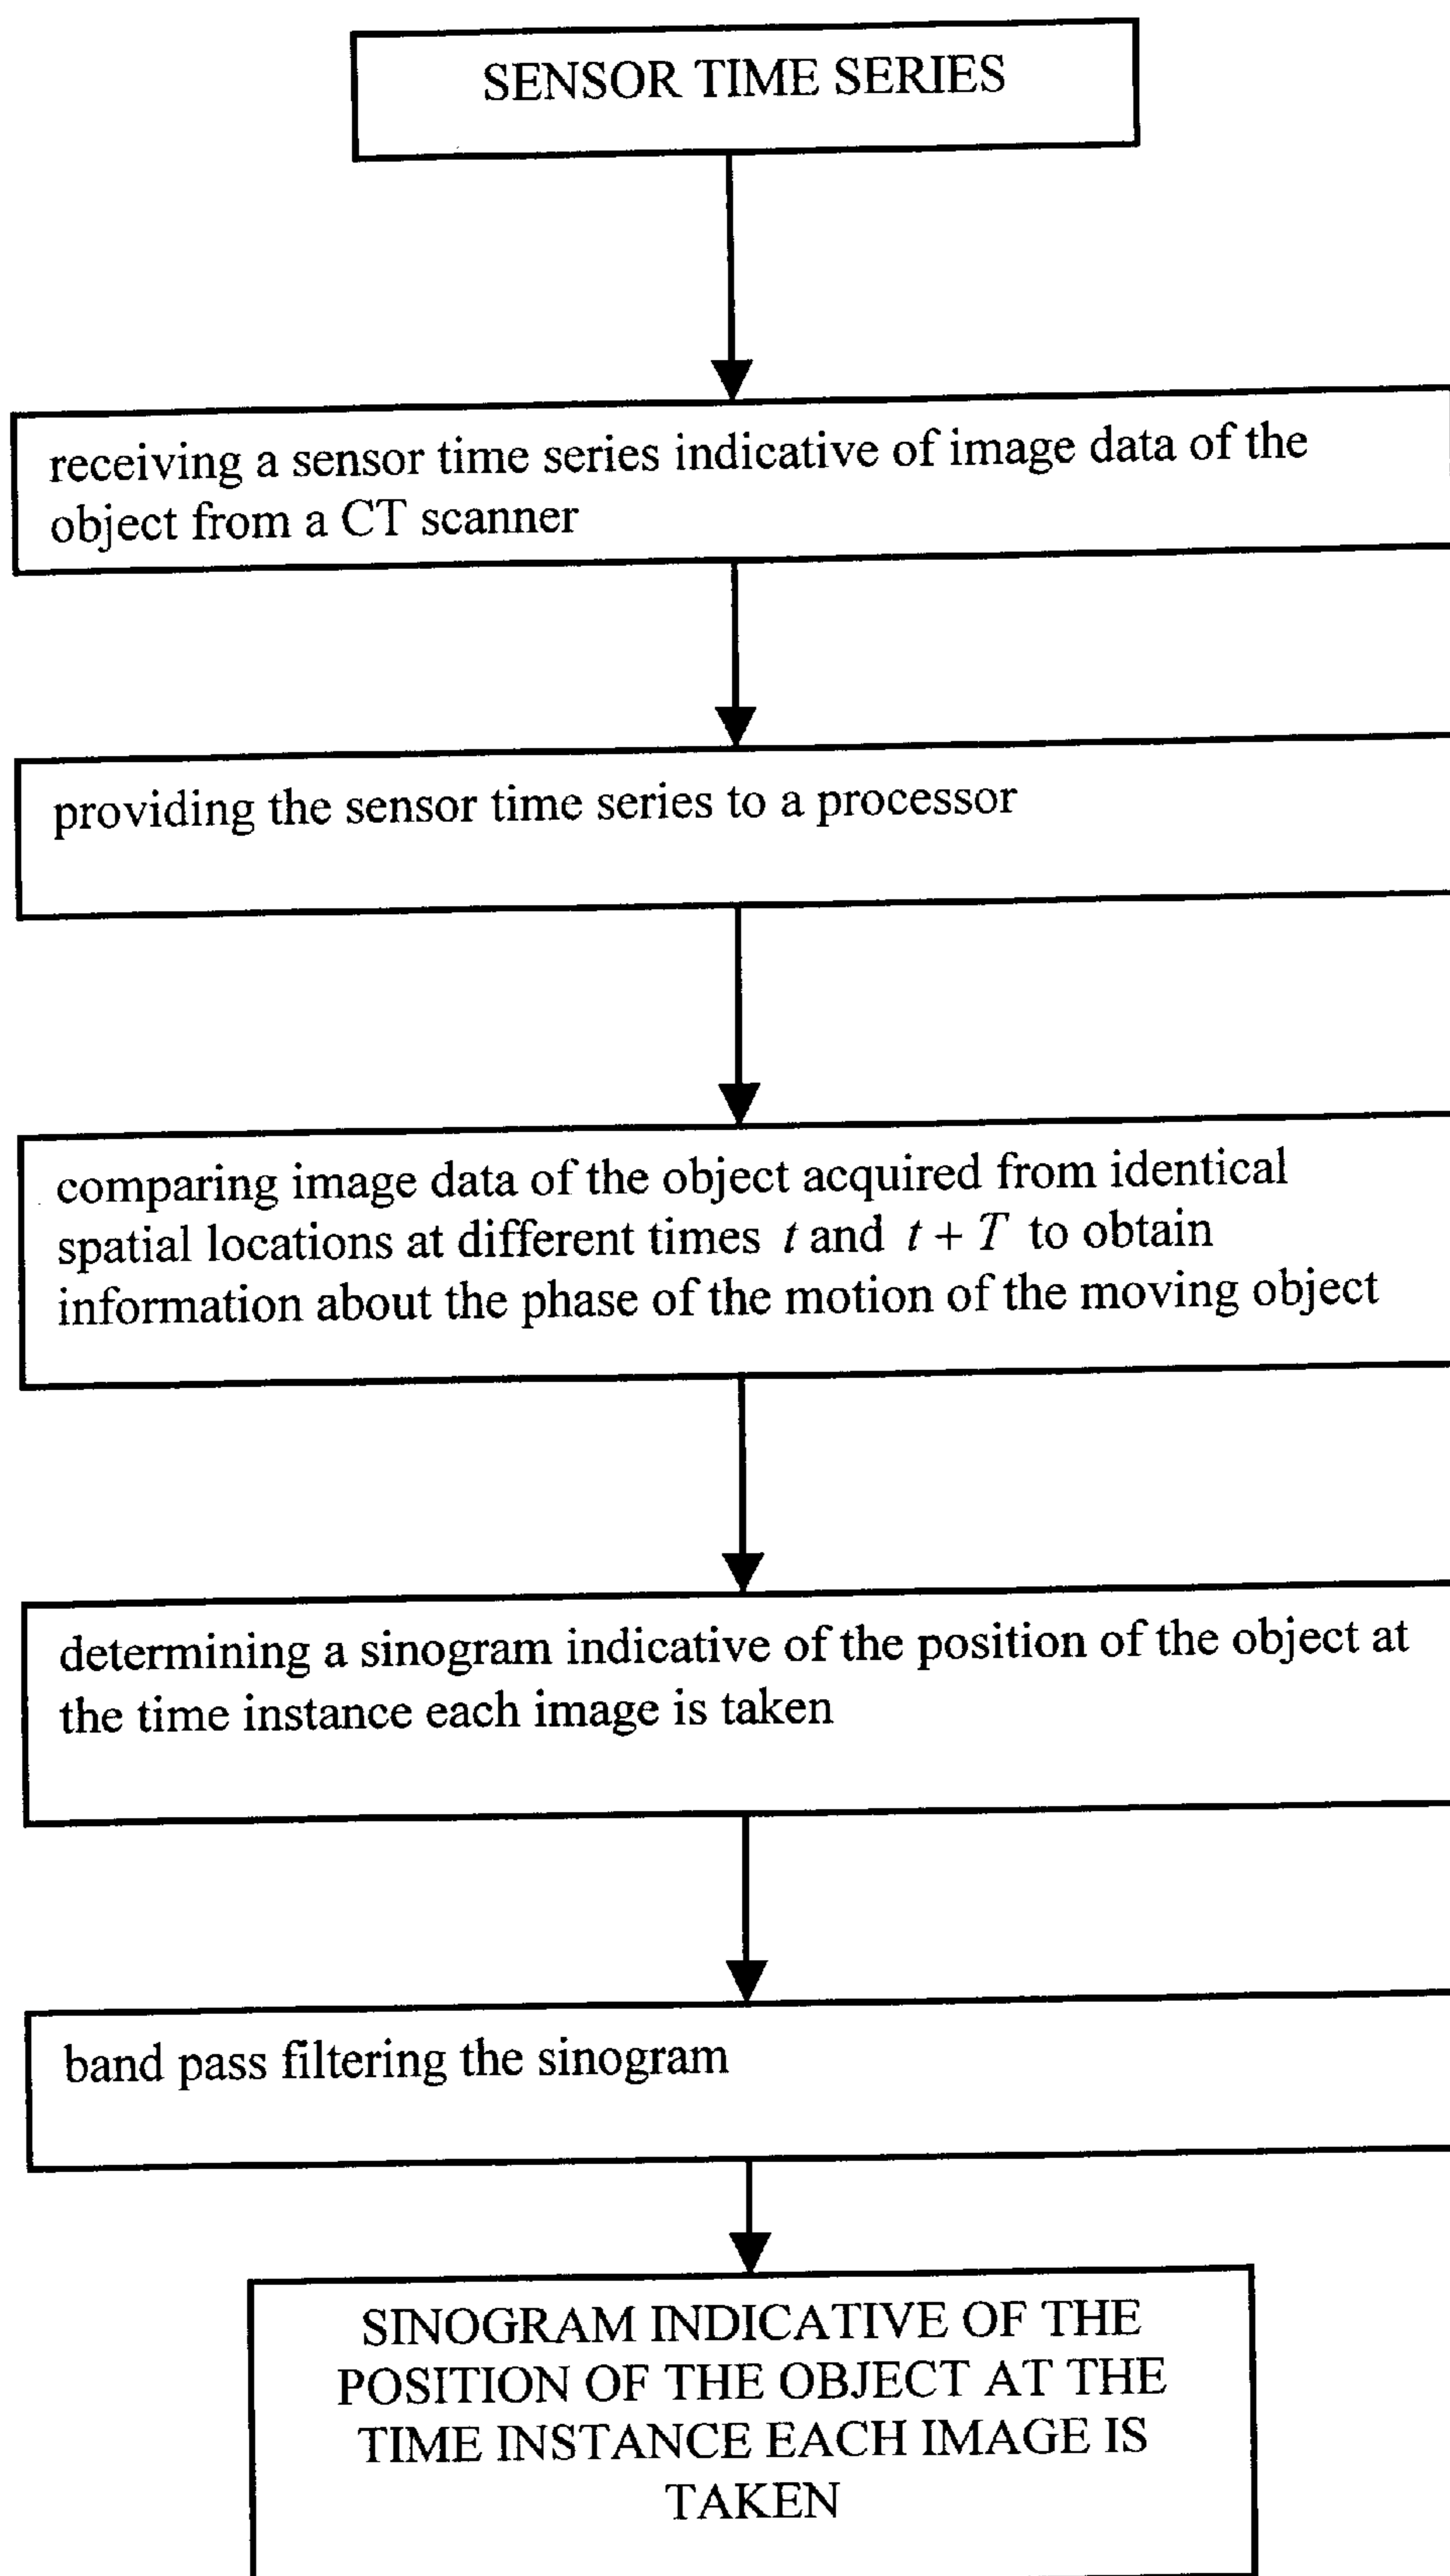 SENSOR TIME SERIES
receiving a sensor time series indicative of image data of the
object from a CT scanner
providing the sensor time series to a processor
comparing image data of the object acquired from identical
spatial locations at different times t and t + T to obtain
information about the phase of the motion of the moving object
determining a sinogram indicative of the position of the object at
the time instance each image is taken
band pass filtering the sinogram
SINOGRAM INDICATIVE OF THE
POSITION OF THE OBJECT AT THE
TIME INSTANCE EACH IMAGE IS
TAKEN